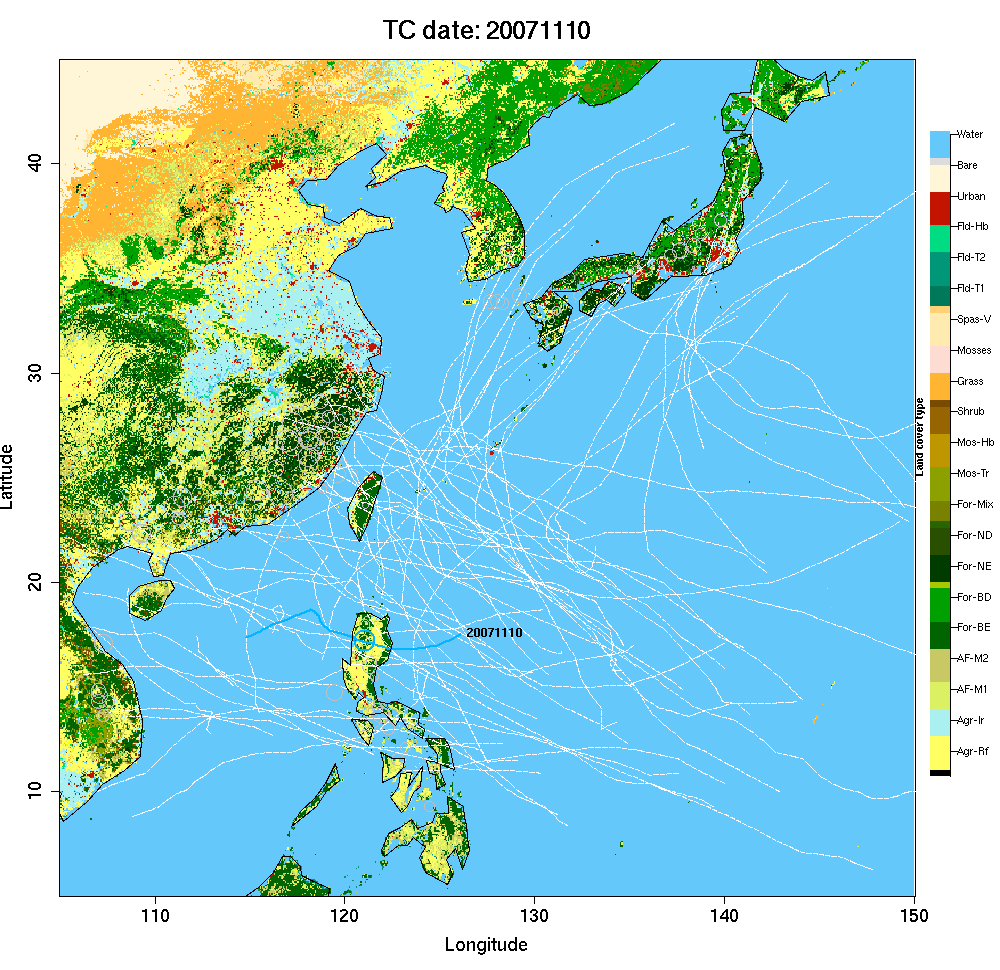 TC date: 20071110
Latitude
40
30
20
10
20071110
110
120
130
140
150
Longitude
Land cover type
Water
Bare
Urban
Fld-Hb
Fld-T2
Fld-T1
Spas-V
Mosses
Grass
Shrub
Mos-Hb
Mos-Tr
For-Mix
For-ND
For-NE
For-BD
For-BE
AF-M2
AF-M1
Agr-Ir
Agr-Rf